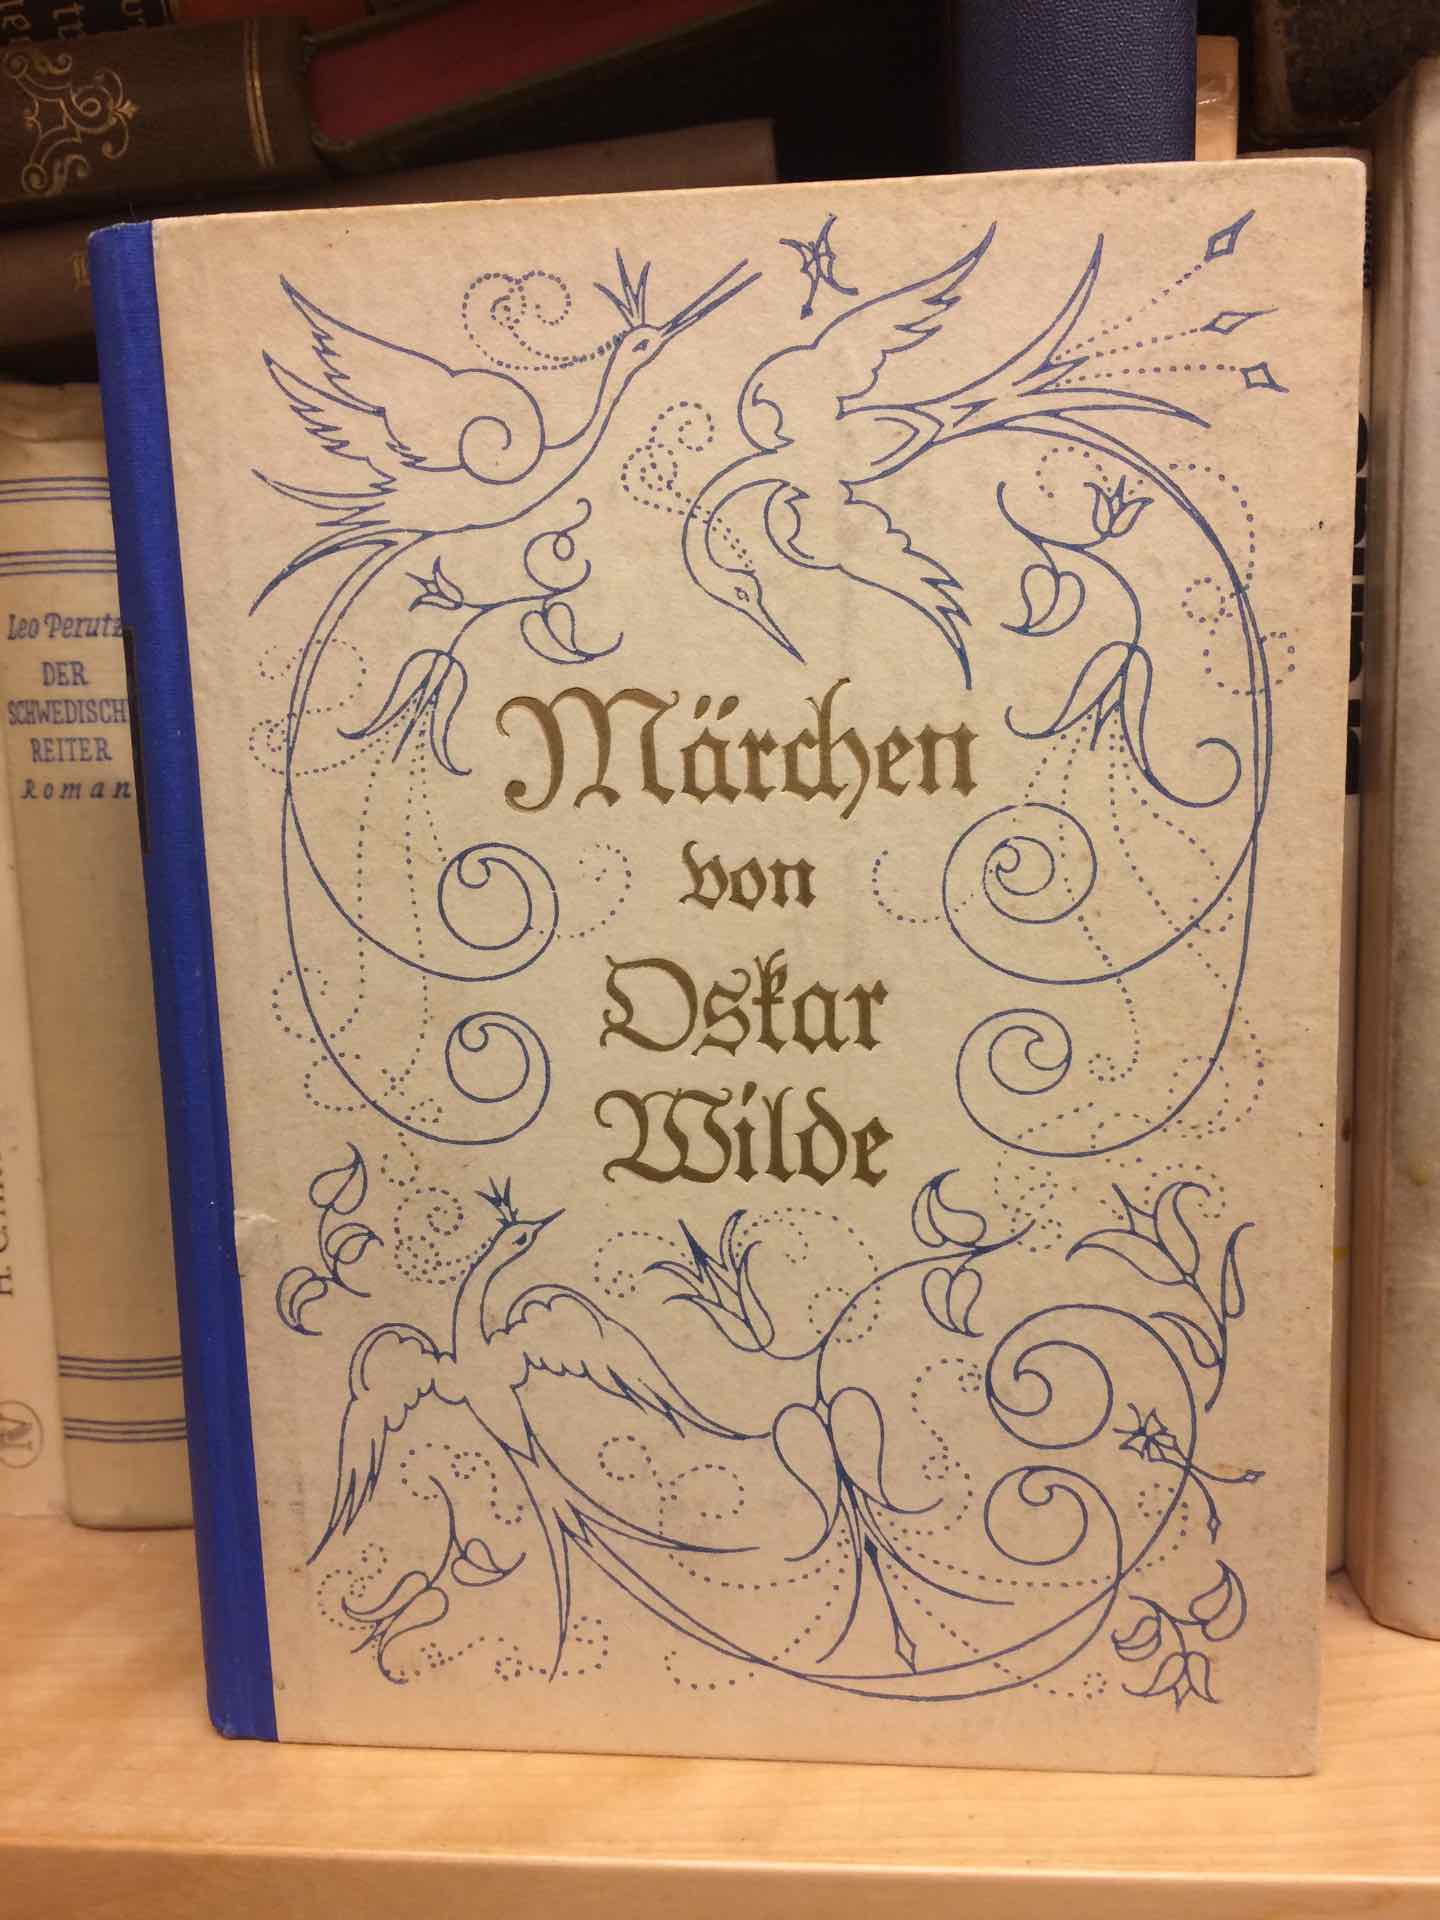 Märchen
von
Oskar
Wilde
Leo Perutz
DER
SCHWEDISCH
REITER
Roman